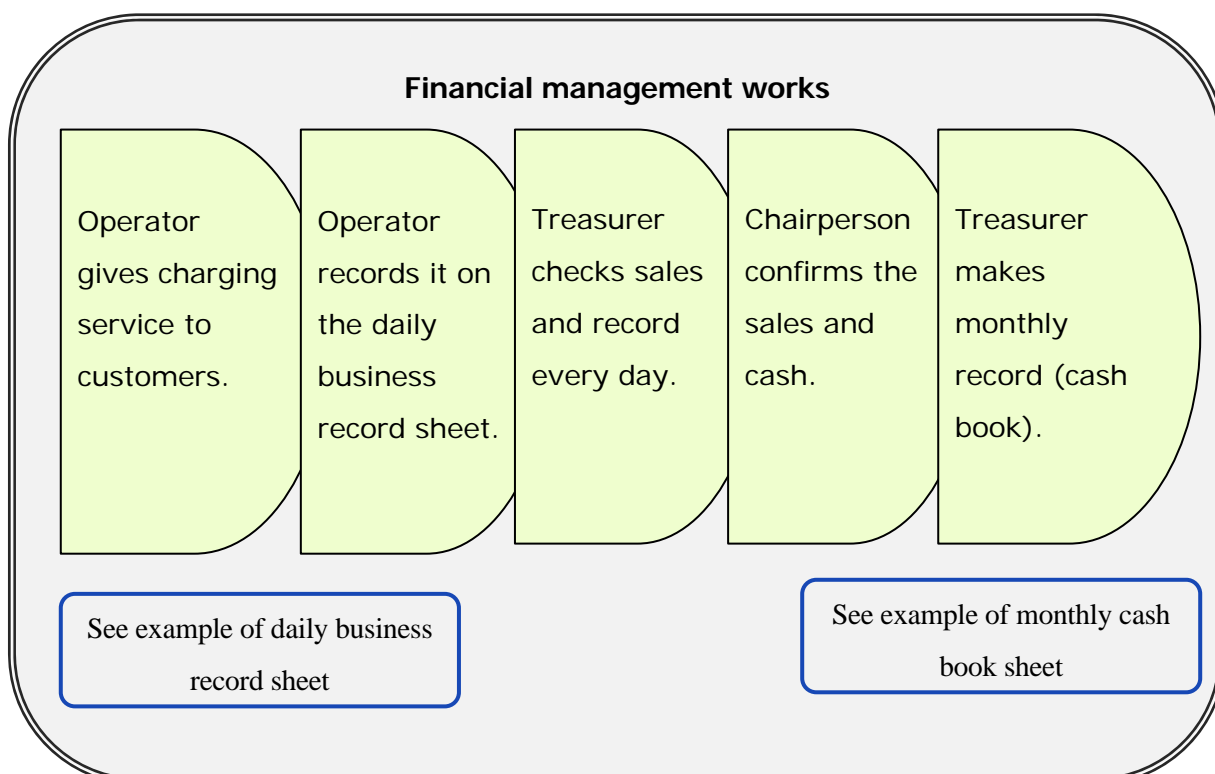 Financial management works
Operator
gives charging
service to
customers.
Operator
records it on
the daily
business
record sheet.
Treasurer
checks sales
and record
every day.
Chairperson
confirms the
sales and
cash.
Treasurer
makes
monthly
record (cash
book).
See example of daily business
record sheet
See example of monthly cash
book sheet